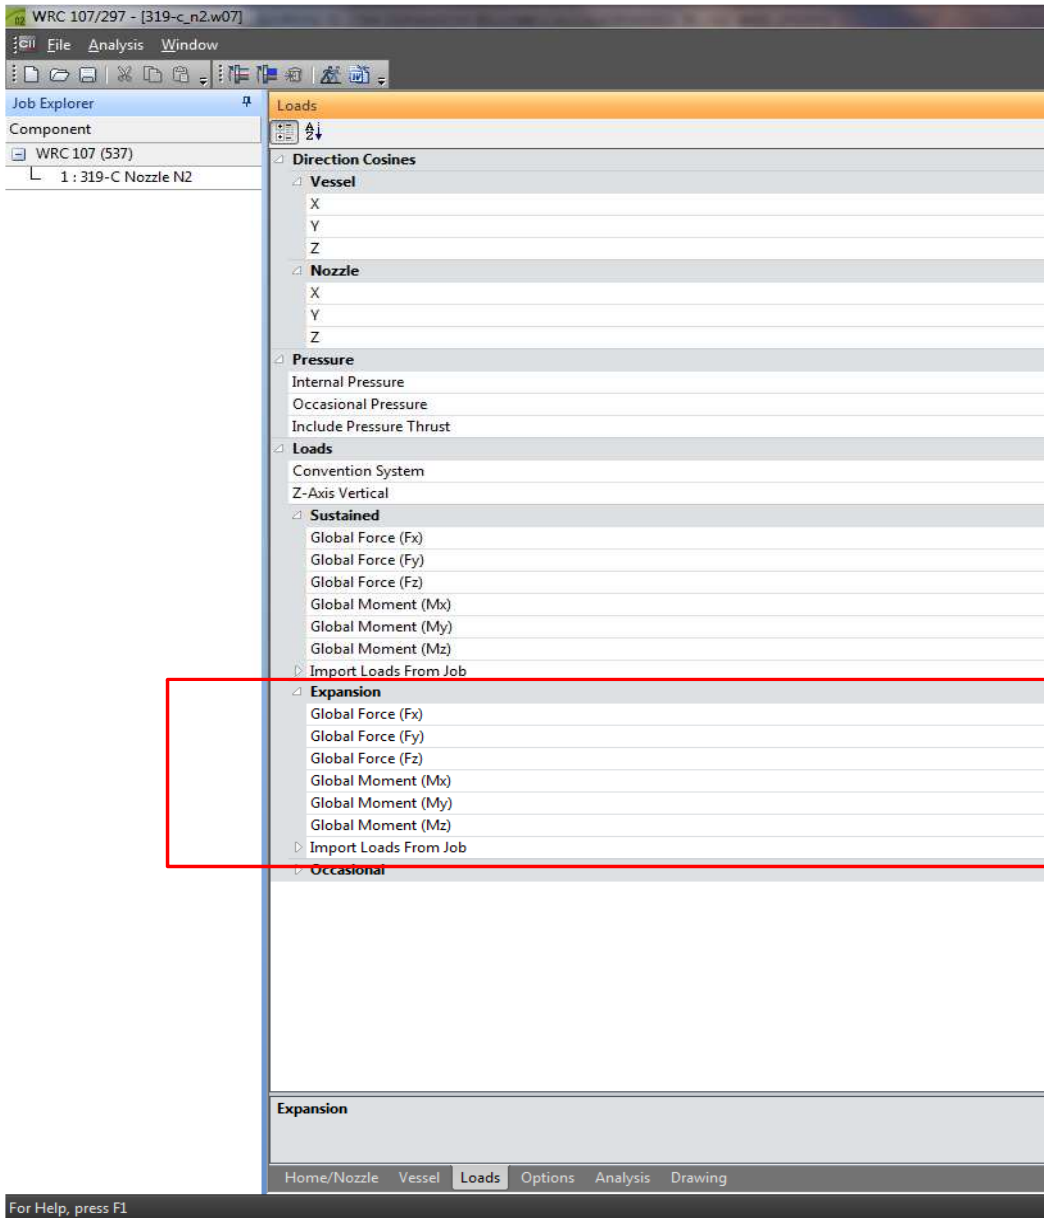 WRC 107/297 - [319-c_n2.w07]
File Analysis Window
Job Explorer
Component
WRC 107 (537)
1 : 319-C Nozzle N2
Loads
Direction Cosines
Vessel
X
Y
Z
Nozzle
X
Y
Z
Pressure
Internal Pressure
Occasional Pressure
Include Pressure Thrust
Loads
Convention System
Z-Axis Vertical
Sustained
Global Force (Fx)
Global Force (Fy)
Global Force (Fz)
Global Moment (Mx)
Global Moment (My)
Global Moment (Mz)
Import Loads From Job
Expansion
Global Force (Fx)
Global Force (Fy)
Global Force (Fz)
Global Moment (Mx)
Global Moment (My)
Global Moment (Mz)
Import Loads From Job
Occasional
Expansion
Home/Nozzle Vessel Loads Options Analysis Drawing
For Help, press F1